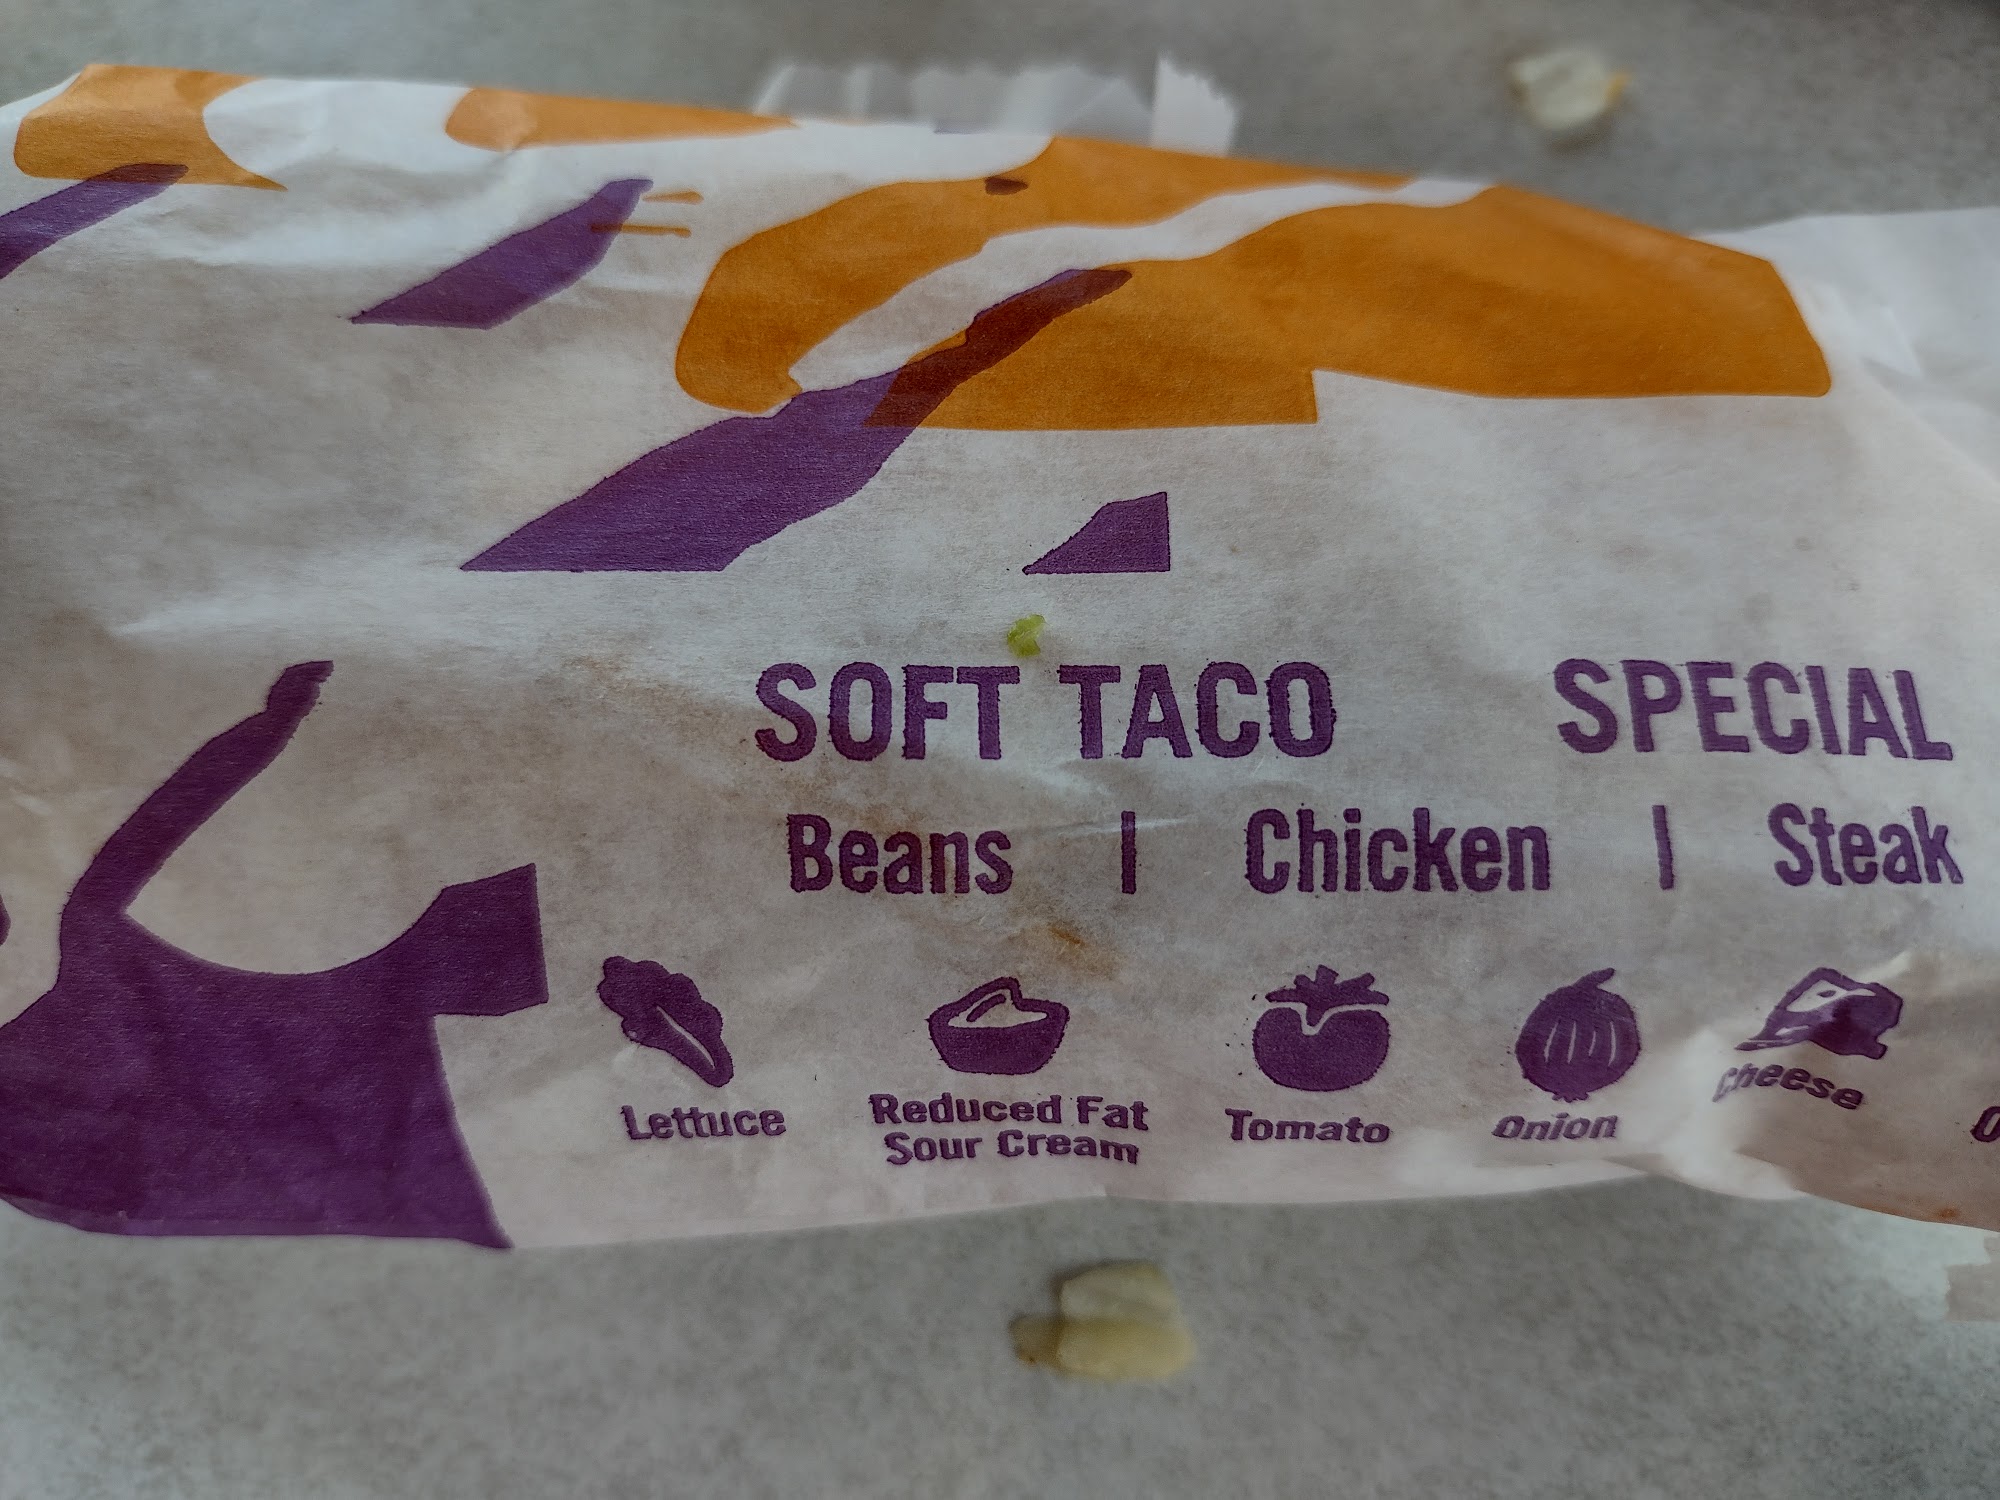 SOFT TACO SPECIAL
Beans | Chicken | Steak
Lettuce
Reduced Fat
Sour Cream
Tomato
Onion
Cheese